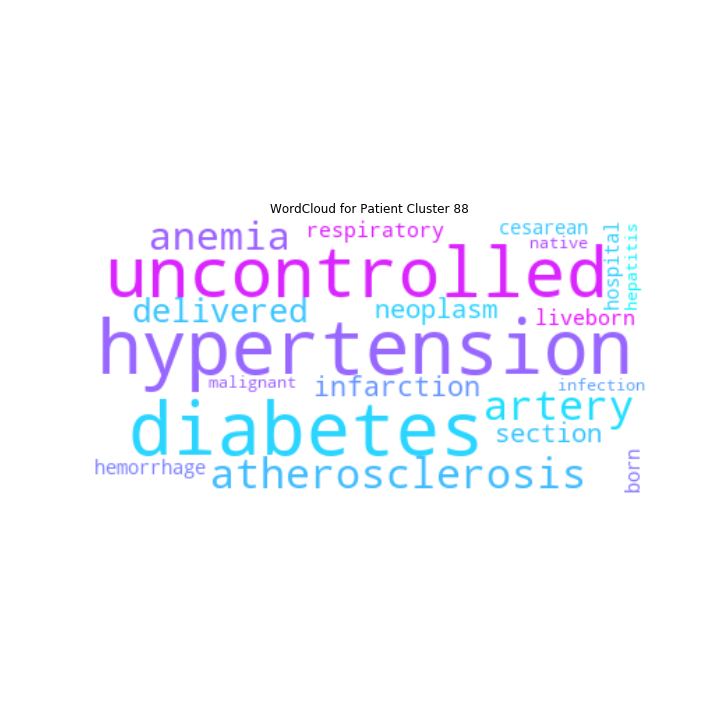 WordCloud for Patient Cluster 88
anemia
respiratory
cesarean
native
hospital
hepatitis
uncontrolled
delivered
neoplasm
liveborn
hypertension
malignant
infarction
infection
diabetes
artery
section
hemorrhage
atherosclerosis
born